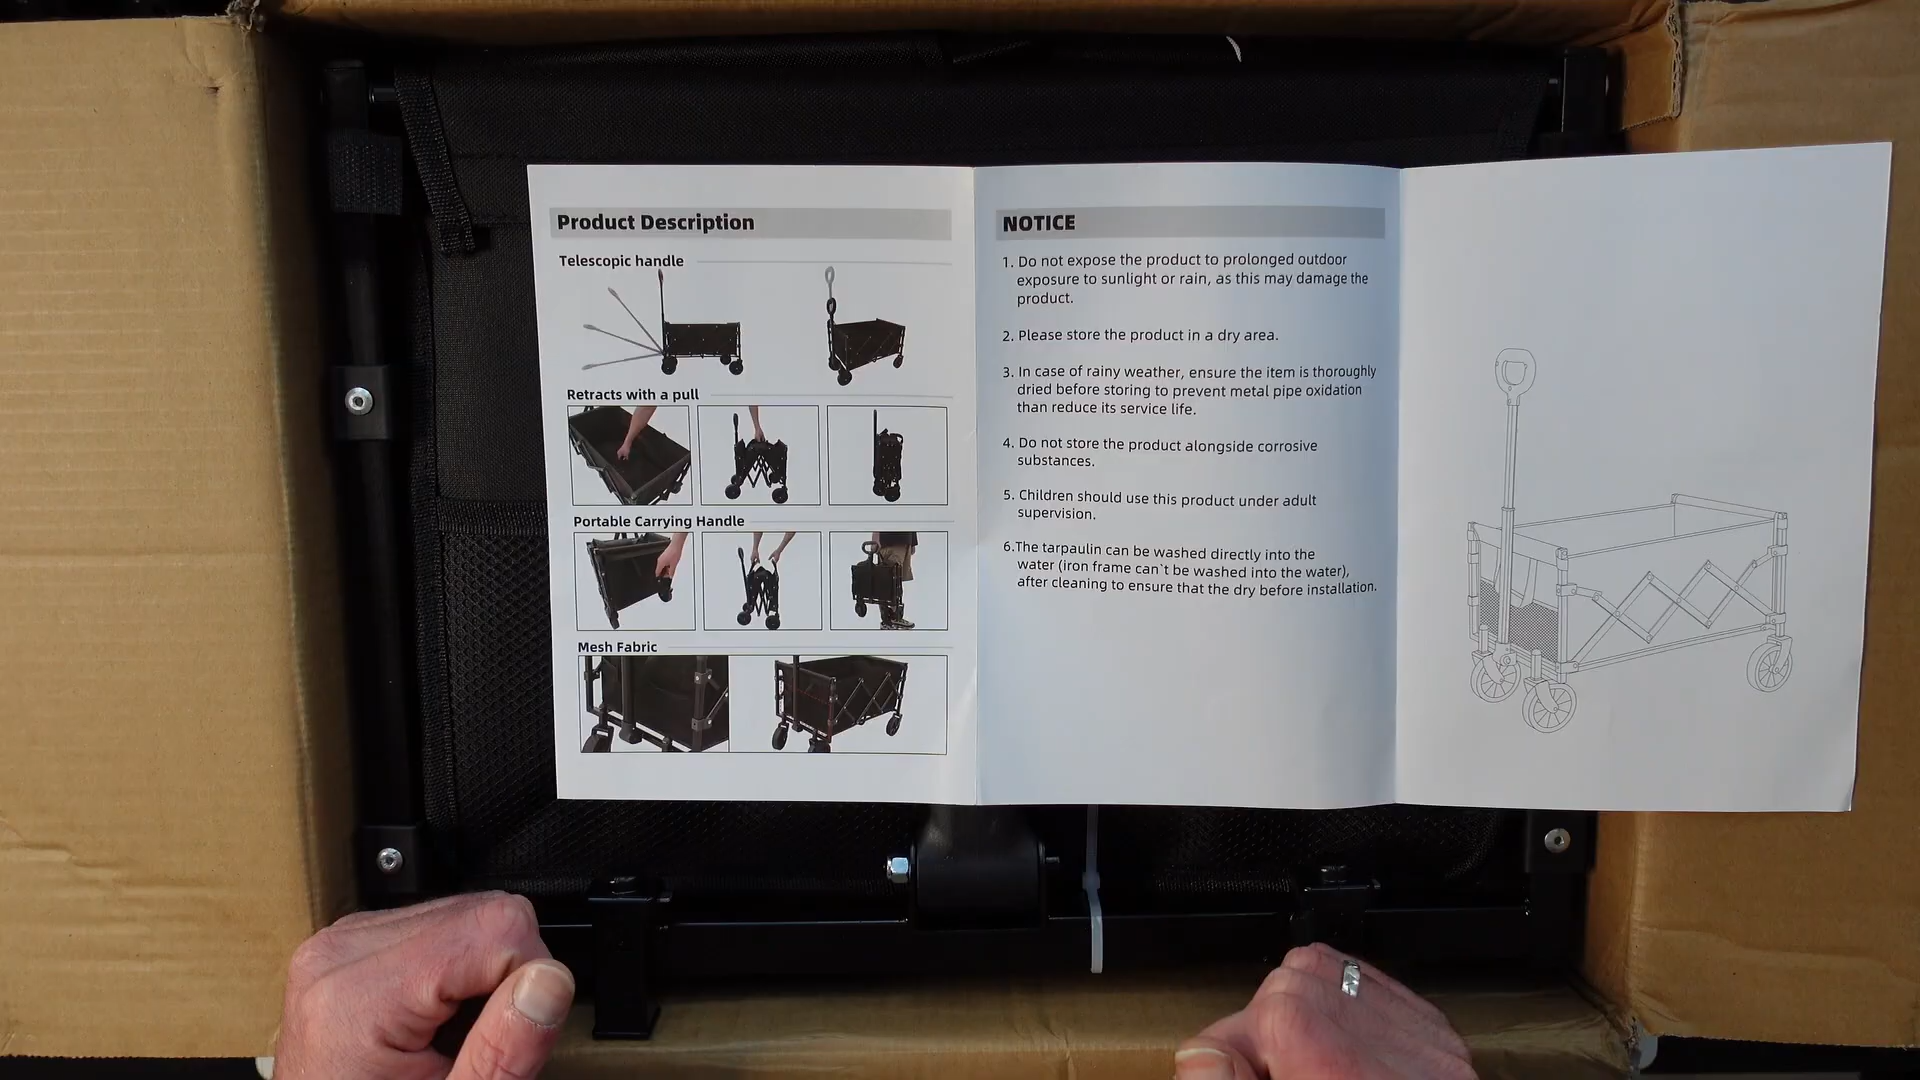 Product Description
Telescopic handle
Retracts with a pull
Portable Carrying Handle
Mesh Fabric
NOTICE
1. Do not expose the product to prolonged outdoor
exposure to sunlight or rain, as this may damage the
product.
2. Please store the product in a dry area.
3. In case of rainy weather, ensure the item is thoroughly
dried before storing to prevent metal pipe oxidation
than reduce its service life.
4. Do not store the product alongside corrosive
substances.
5. Children should use this product under adult
supervision.
6.The tarpaulin can be washed directly into the
water (iron frame can`t be washed into the water),
after cleaning to ensure that the dry before installation.